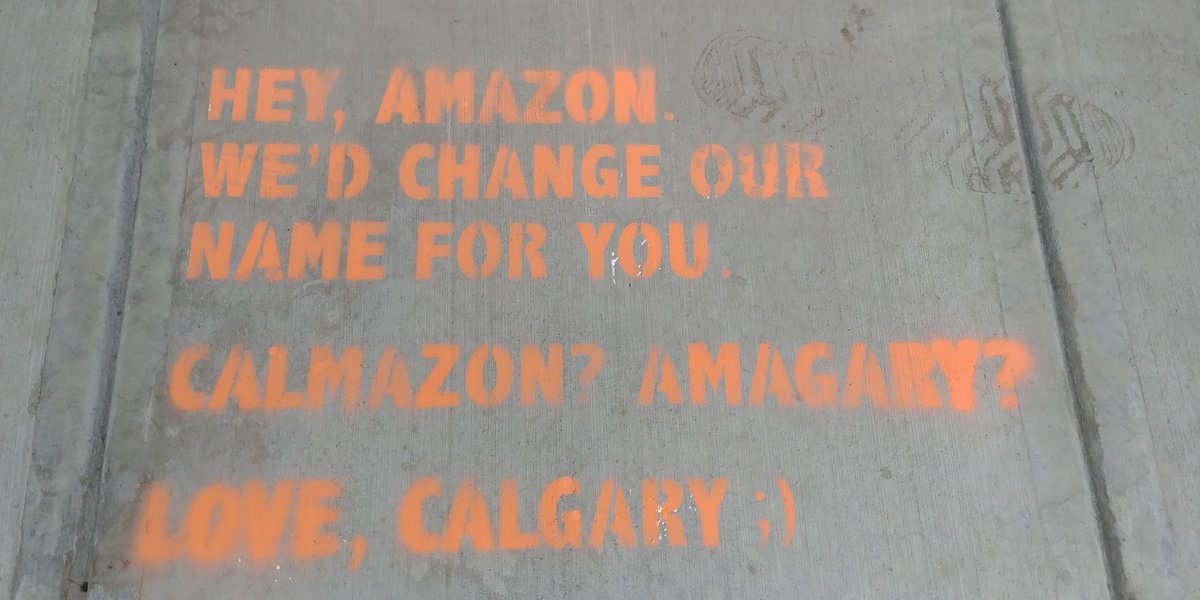 HEY, AMAZON.
WE'D CHANGE OUR
NAME FOR YOU.
CALMAZON? AMAGARY?
LOVE, CALGARY ;)